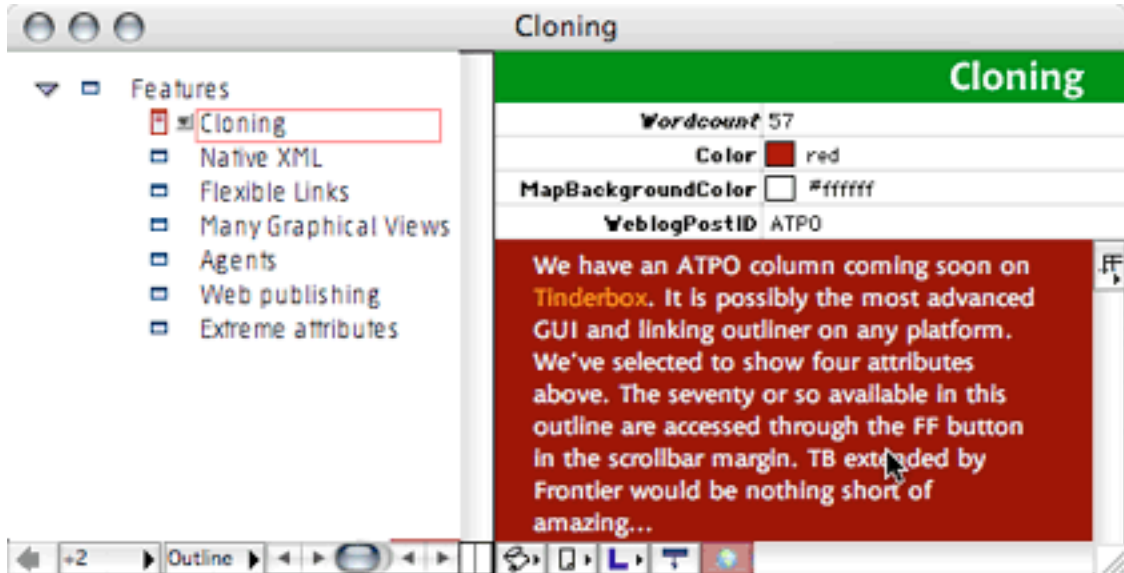 Cloning
Features
Cloning
Native XML
Flexible Links
Many Graphical Views
Agents
Web publishing
Extreme attributes
Cloning
Wordcount 57
Color red
MapBackgroundColor #ffffff
WeblogPostID ATPO
We have an ATPO column coming soon on
Tinderbox. It is possibly the most advanced
GUI and linking outliner on any platform.
We've selected to show four attributes
above. The seventy or so available in this
outline are accessed through the FF button
in the scrollbar margin. TB extended by
Frontier would be nothing short of
amazing...
+2
Outline